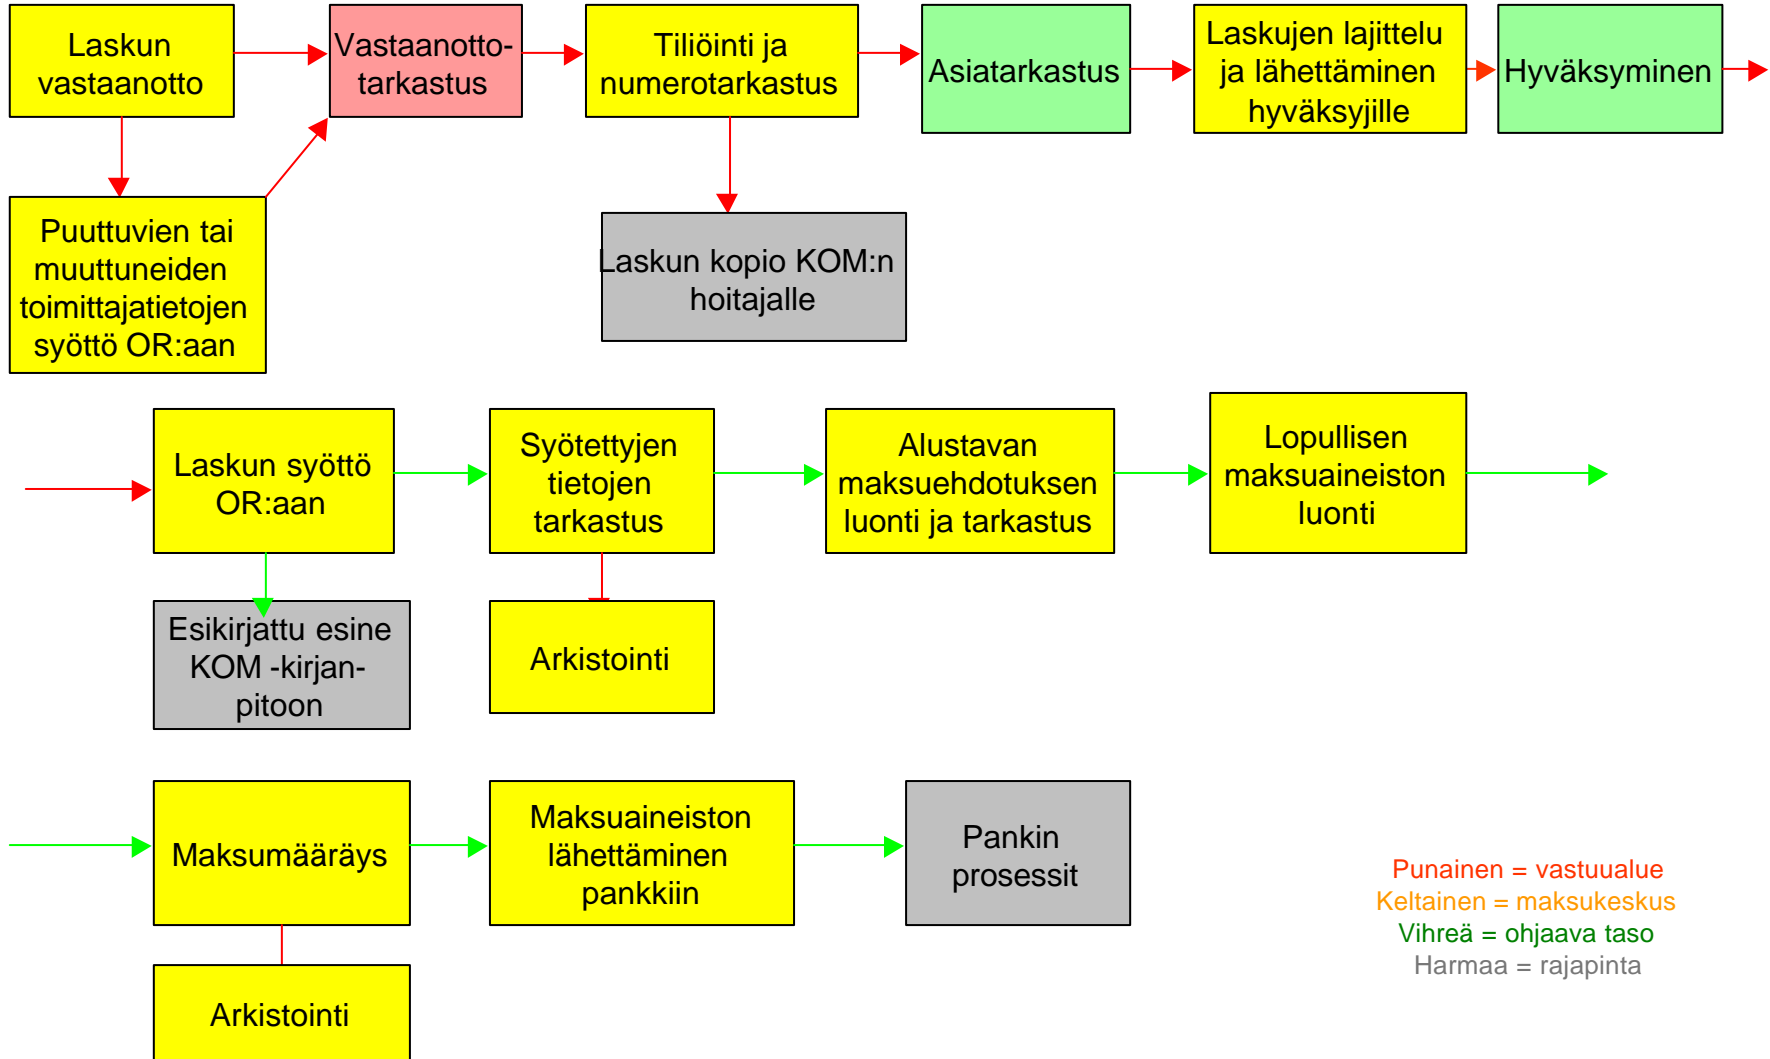 Laskun
vastaanotto
Vastaanotto-
tarkastus
Tiliöinti ja
numerotarkastus
Asiatarkastus
Laskujen lajittelu
ja lähettäminen
hyväksyjille
Hyväksyminen
Puuttuvien tai
muuttuneiden
toimittajatietojen
syöttö OR:aan
Laskun kopio KOM:n
hoitajalle
Laskun syöttö
OR:aan
Syötettyjen
tietojen
tarkastus
Alustavan
maksuehdotuksen
luonti ja tarkastus
Lopullisen
maksuaineiston
luonti
Esikirjattu esine
KOM -kirjan-
pitoon
Arkistointi
Maksumääräys
Maksuaineiston
lähettäminen
pankkiin
Pankin
prosessit
Arkistointi
Punainen = vastuualue
Keltainen = maksukeskus
Vihreä = ohjaava taso
Harmaa = rajapinta